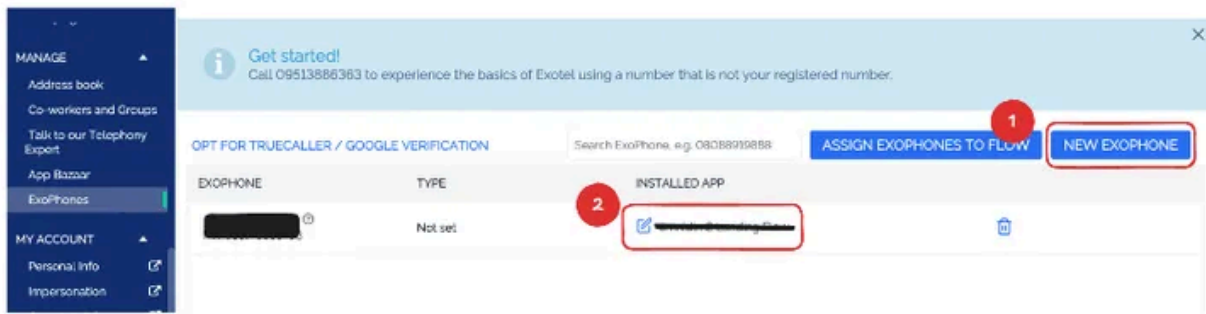 MANAGE
Address book
Co-workers and Groups
Talk to our Telephony
Expert
App Bazaar
ExoPhones
MY ACCOUNT
Personal Info
Impersonation
Get started!
Call 09513886363 to experience the basics of Exotel using a number that is not your registered number.
1
OPT FOR TRUECALLER / GOOGLE VERIFICATION
Search ExoPhone, e.g. 08088919888
ASSIGN EXOPHONES TO FLOW
NEW EXOPHONE
EXOPHONE
TYPE
INSTALLED APP
2
Not set